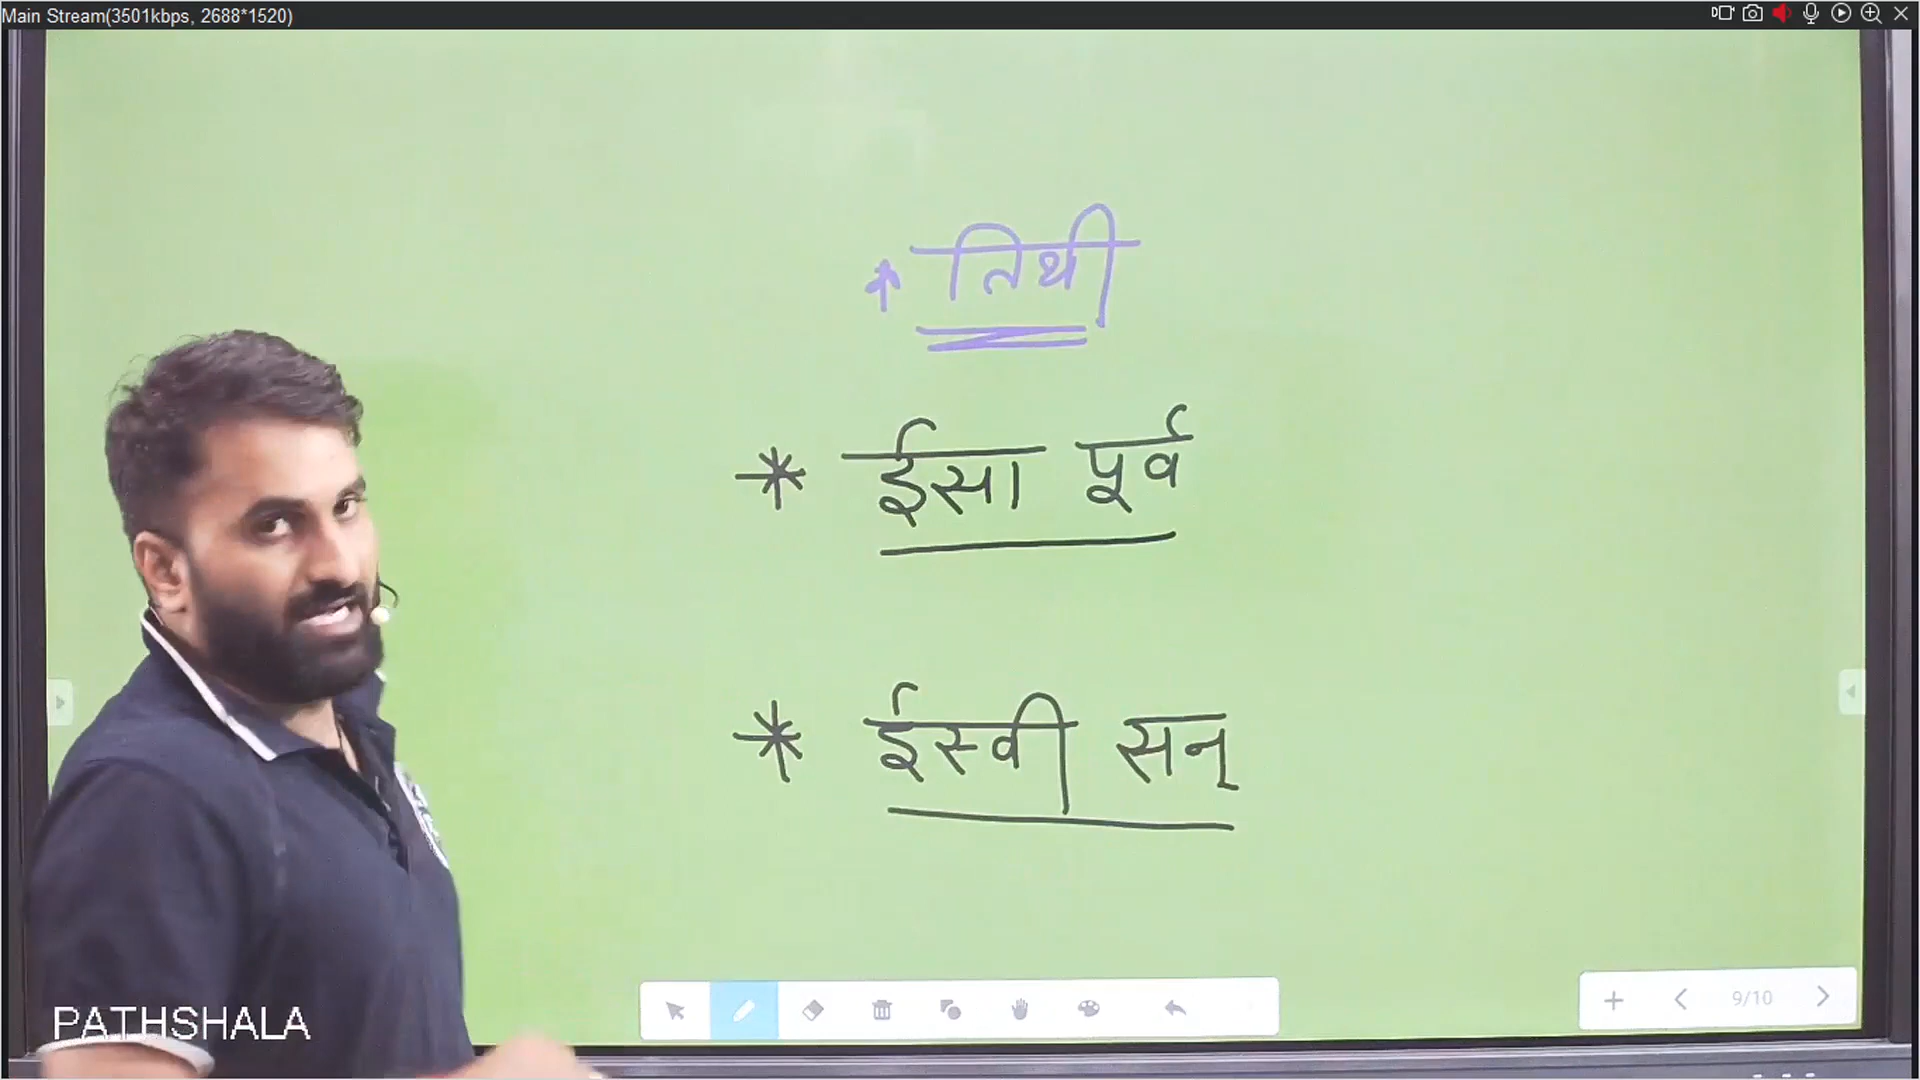 Main Stream(3501kbps, 2688*1520)
* तिथी
* ईसा पूर्व
* ईस्वी सन्
PATHSHALA
9/10